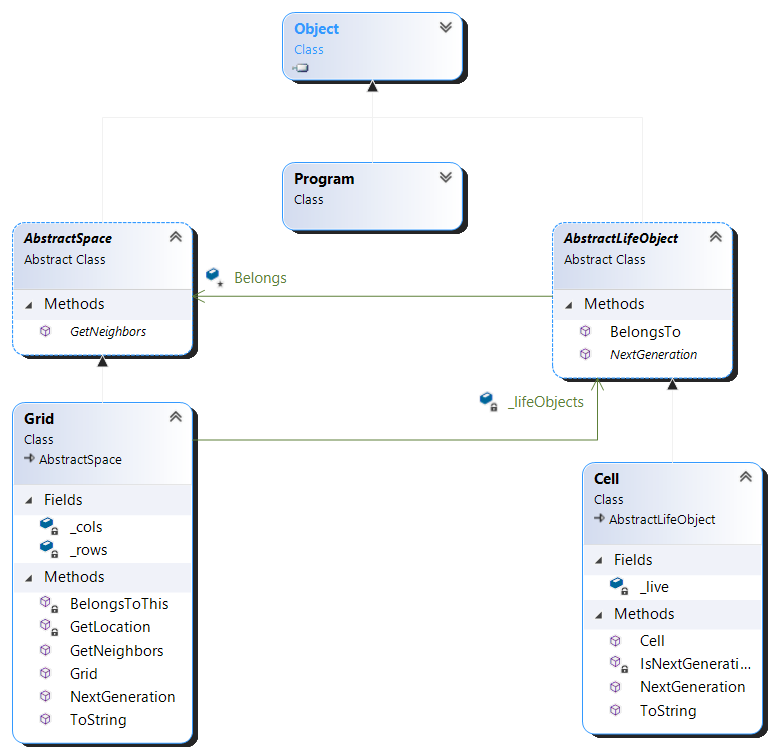 Object
Class
Program
Class
AbstractSpace
Abstract Class
Methods
GetNeighbors
Belongs
AbstractLifeObject
Abstract Class
Methods
BelongsTo
NextGeneration
_lifeObjects
Grid
Class
AbstractSpace
Fields
_cols
_rows
Methods
BelongsToThis
GetLocation
GetNeighbors
Grid
NextGeneration
ToString
Cell
Class
AbstractLifeObject
Fields
_live
Methods
Cell
IsNextGenerati...
NextGeneration
ToString